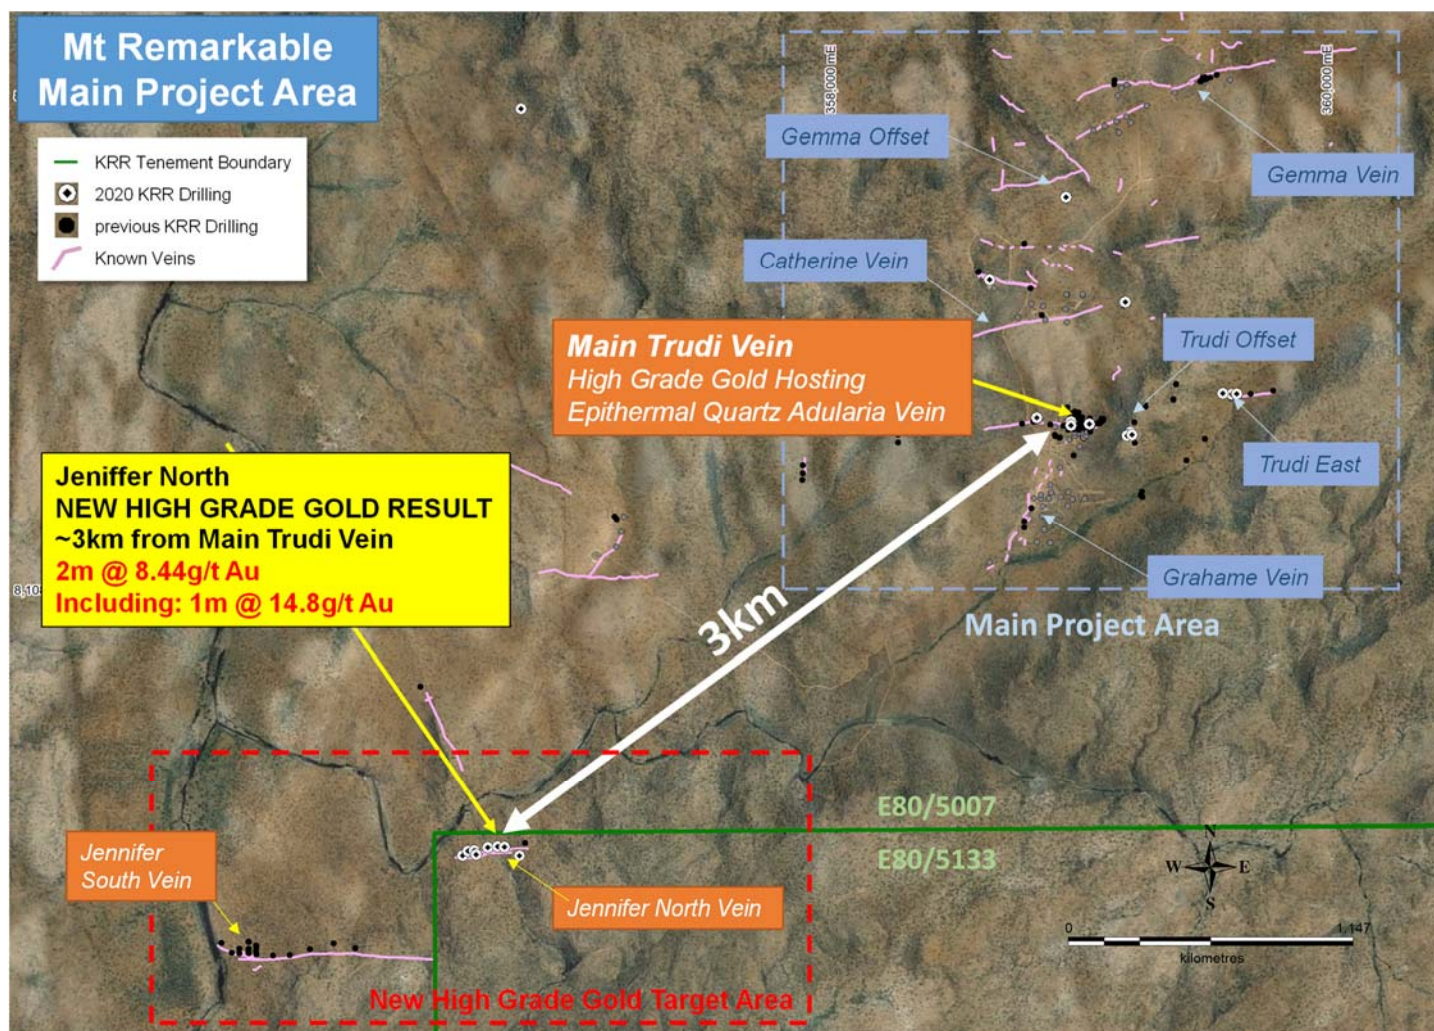 Mt Remarkable
Main Project Area
KRR Tenement Boundary
2020 KRR Drilling
previous KRR Drilling
Known Veins
358,000 mE
360,000 mE
Gemma Offset
Gemma Vein
Catherine Vein
Main Trudi Vein
High Grade Gold Hosting
Epithermal Quartz Adularia Vein
Trudi Offset
Trudi East
Grahame Vein
Main Project Area
Jeniffer North
NEW HIGH GRADE GOLD RESULT
~3km from Main Trudi Vein
2m @ 8.44g/t Au
Including: 1m @ 14.8g/t Au
3km
E80/5007
E80/5133
Jennifer
South Vein
Jennifer North Vein
New High Grade Gold Target Area
N
W E
S
0 1,147
kilometres